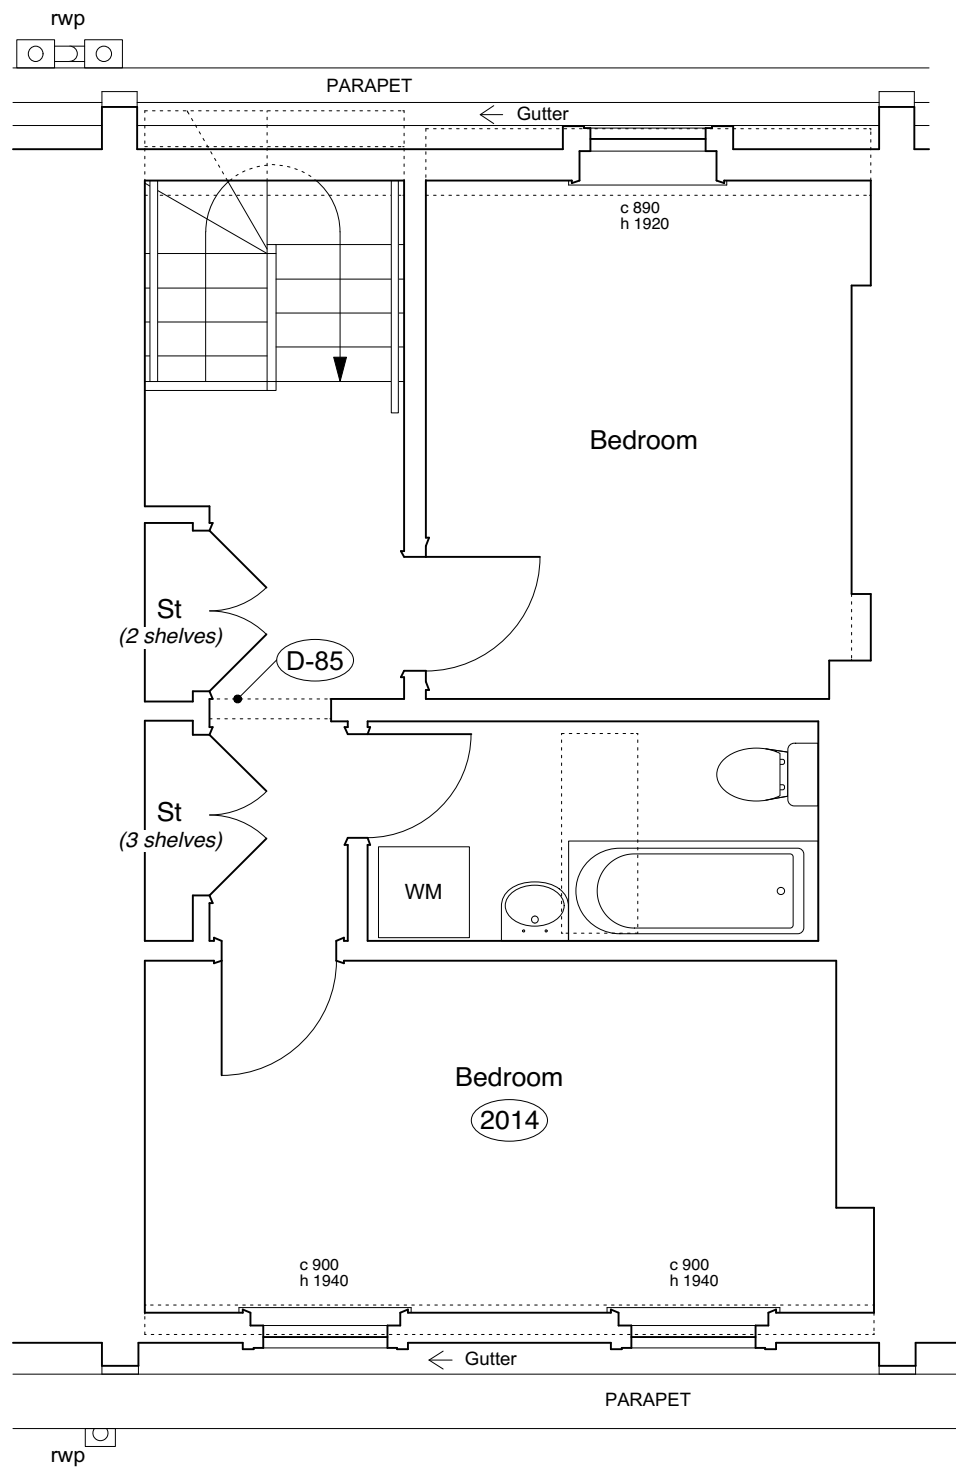 rwp
PARAPET
Gutter
c 890
h 1920
Bedroom
St
(2 shelves)
D-85
St
(3 shelves)
WM
Bedroom
2014
c 900
h 1940
c 900
h 1940
Gutter
PARAPET
rwp